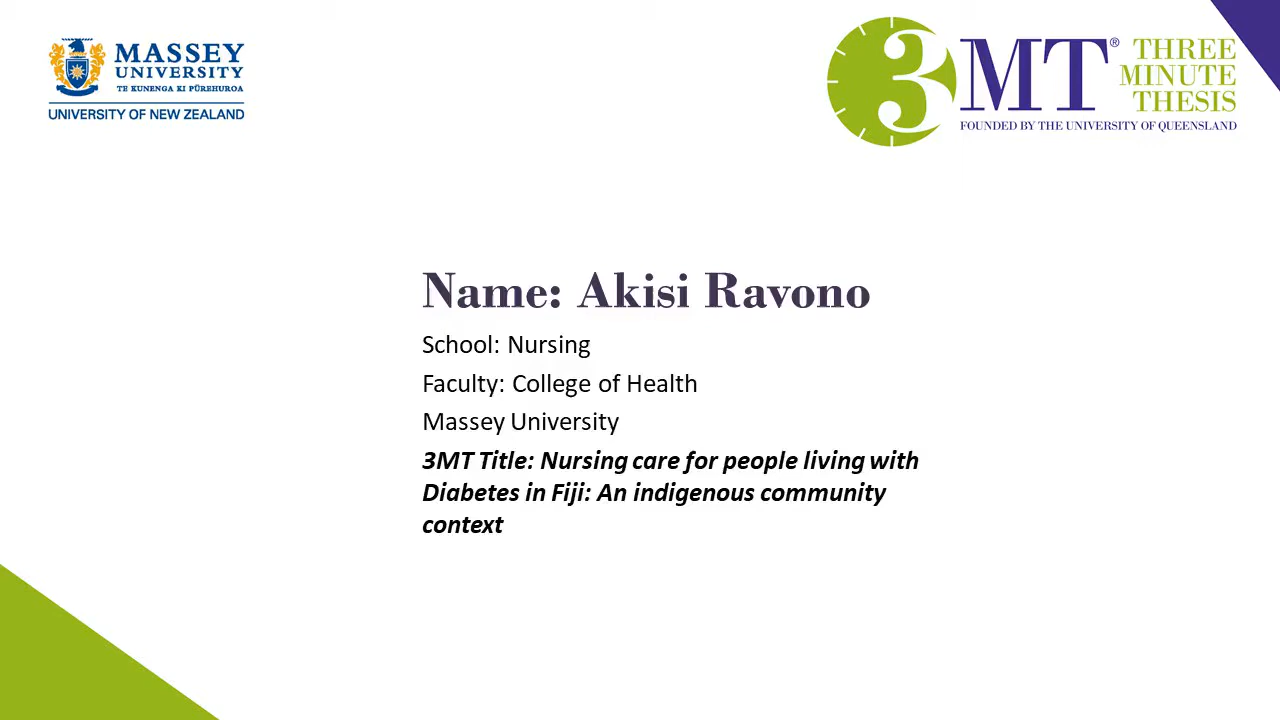 MASSEY
UNIVERSITY
TE KUNENGA KI PŪREHUROA
UNIVERSITY OF NEW ZEALAND
3MT® THREE
MINUTE
THESIS
FOUNDED BY THE UNIVERSITY OF QUEENSLAND
Name: Akisi Ravono
School: Nursing
Faculty: College of Health
Massey University
3MT Title: Nursing care for people living with
Diabetes in Fiji: An indigenous community
context